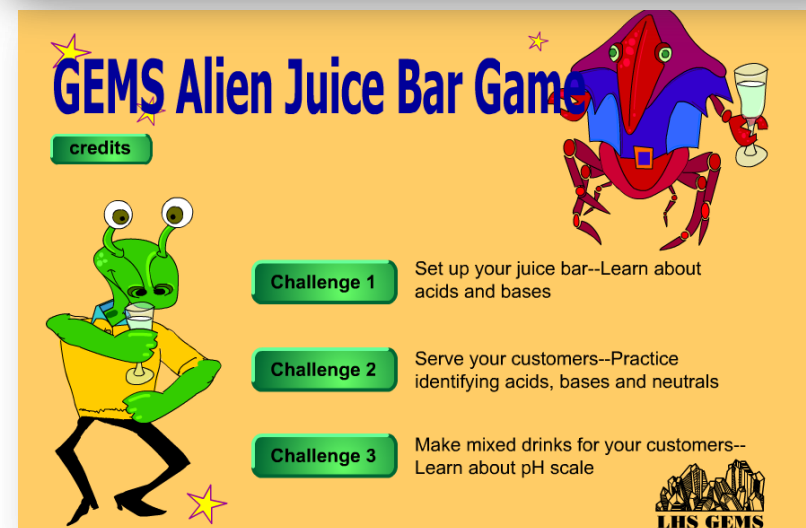 GEMS Alien Juice Bar Game
credits
Challenge 1
Set up your juice bar--Learn about
acids and bases
Challenge 2
Serve your customers--Practice
identifying acids, bases and neutrals
Challenge 3
Make mixed drinks for your customers--
Learn about pH scale
LHS GEMS